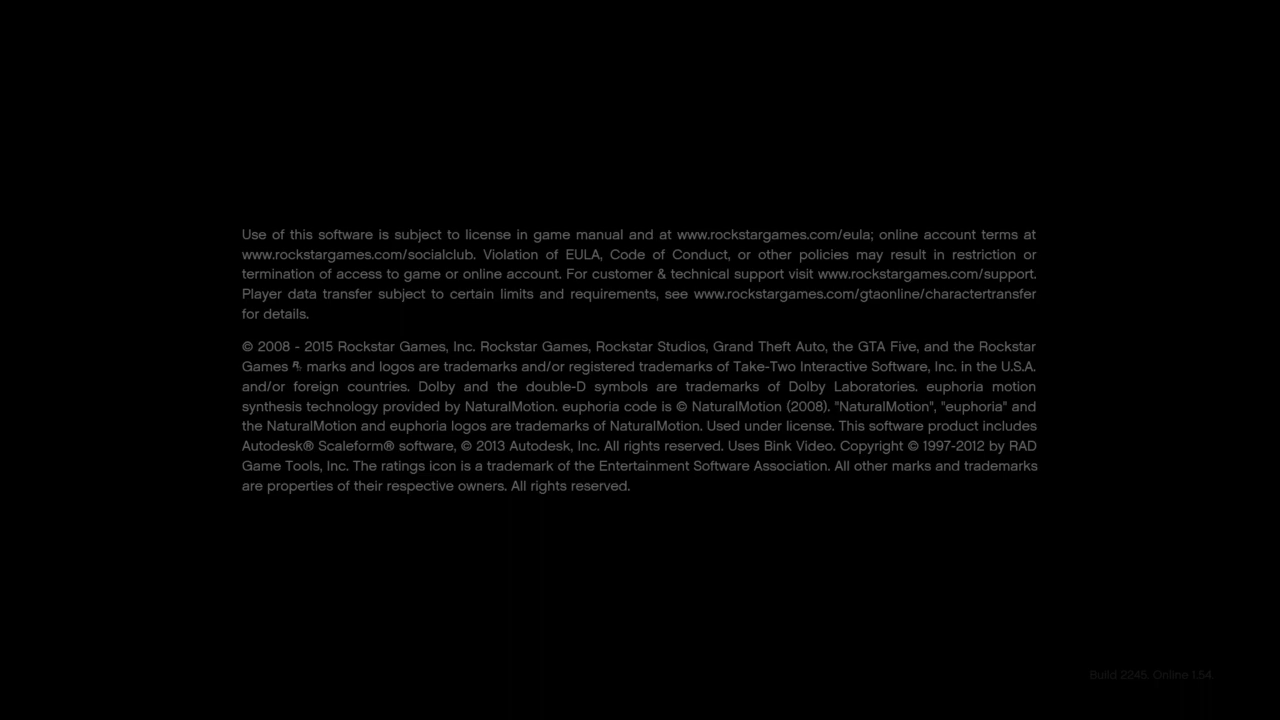 Use of this software is subject to license in game manual and at www.rockstargames.com/eula; online account terms at
www.rockstargames.com/socialclub. Violation of EULA, Code of Conduct, or other policies may result in restriction or
termination of access to game or online account. For customer & technical support visit www.rockstargames.com/support.
Player data transfer subject to certain limits and requirements, see www.rockstargames.com/gtaonline/charactertransfer
for details.
© 2008 - 2015 Rockstar Games, Inc. Rockstar Games, Rockstar Studios, Grand Theft Auto, the GTA Five, and the Rockstar
Games R* marks and logos are trademarks and/or registered trademarks of Take-Two Interactive Software, Inc. in the U.S.A.
and/or foreign countries. Dolby and the double-D symbols are trademarks of Dolby Laboratories. euphoria motion
synthesis technology provided by NaturalMotion. euphoria code is © NaturalMotion (2008). "NaturalMotion", "euphoria" and
the NaturalMotion and euphoria logos are trademarks of NaturalMotion. Used under license. This software product includes
Autodesk® Scaleform® software, © 2013 Autodesk, Inc. All rights reserved. Uses Bink Video. Copyright © 1997-2012 by RAD
Game Tools, Inc. The ratings icon is a trademark of the Entertainment Software Association. All other marks and trademarks
are properties of their respective owners. All rights reserved.
Build 2245. Online 1.54.